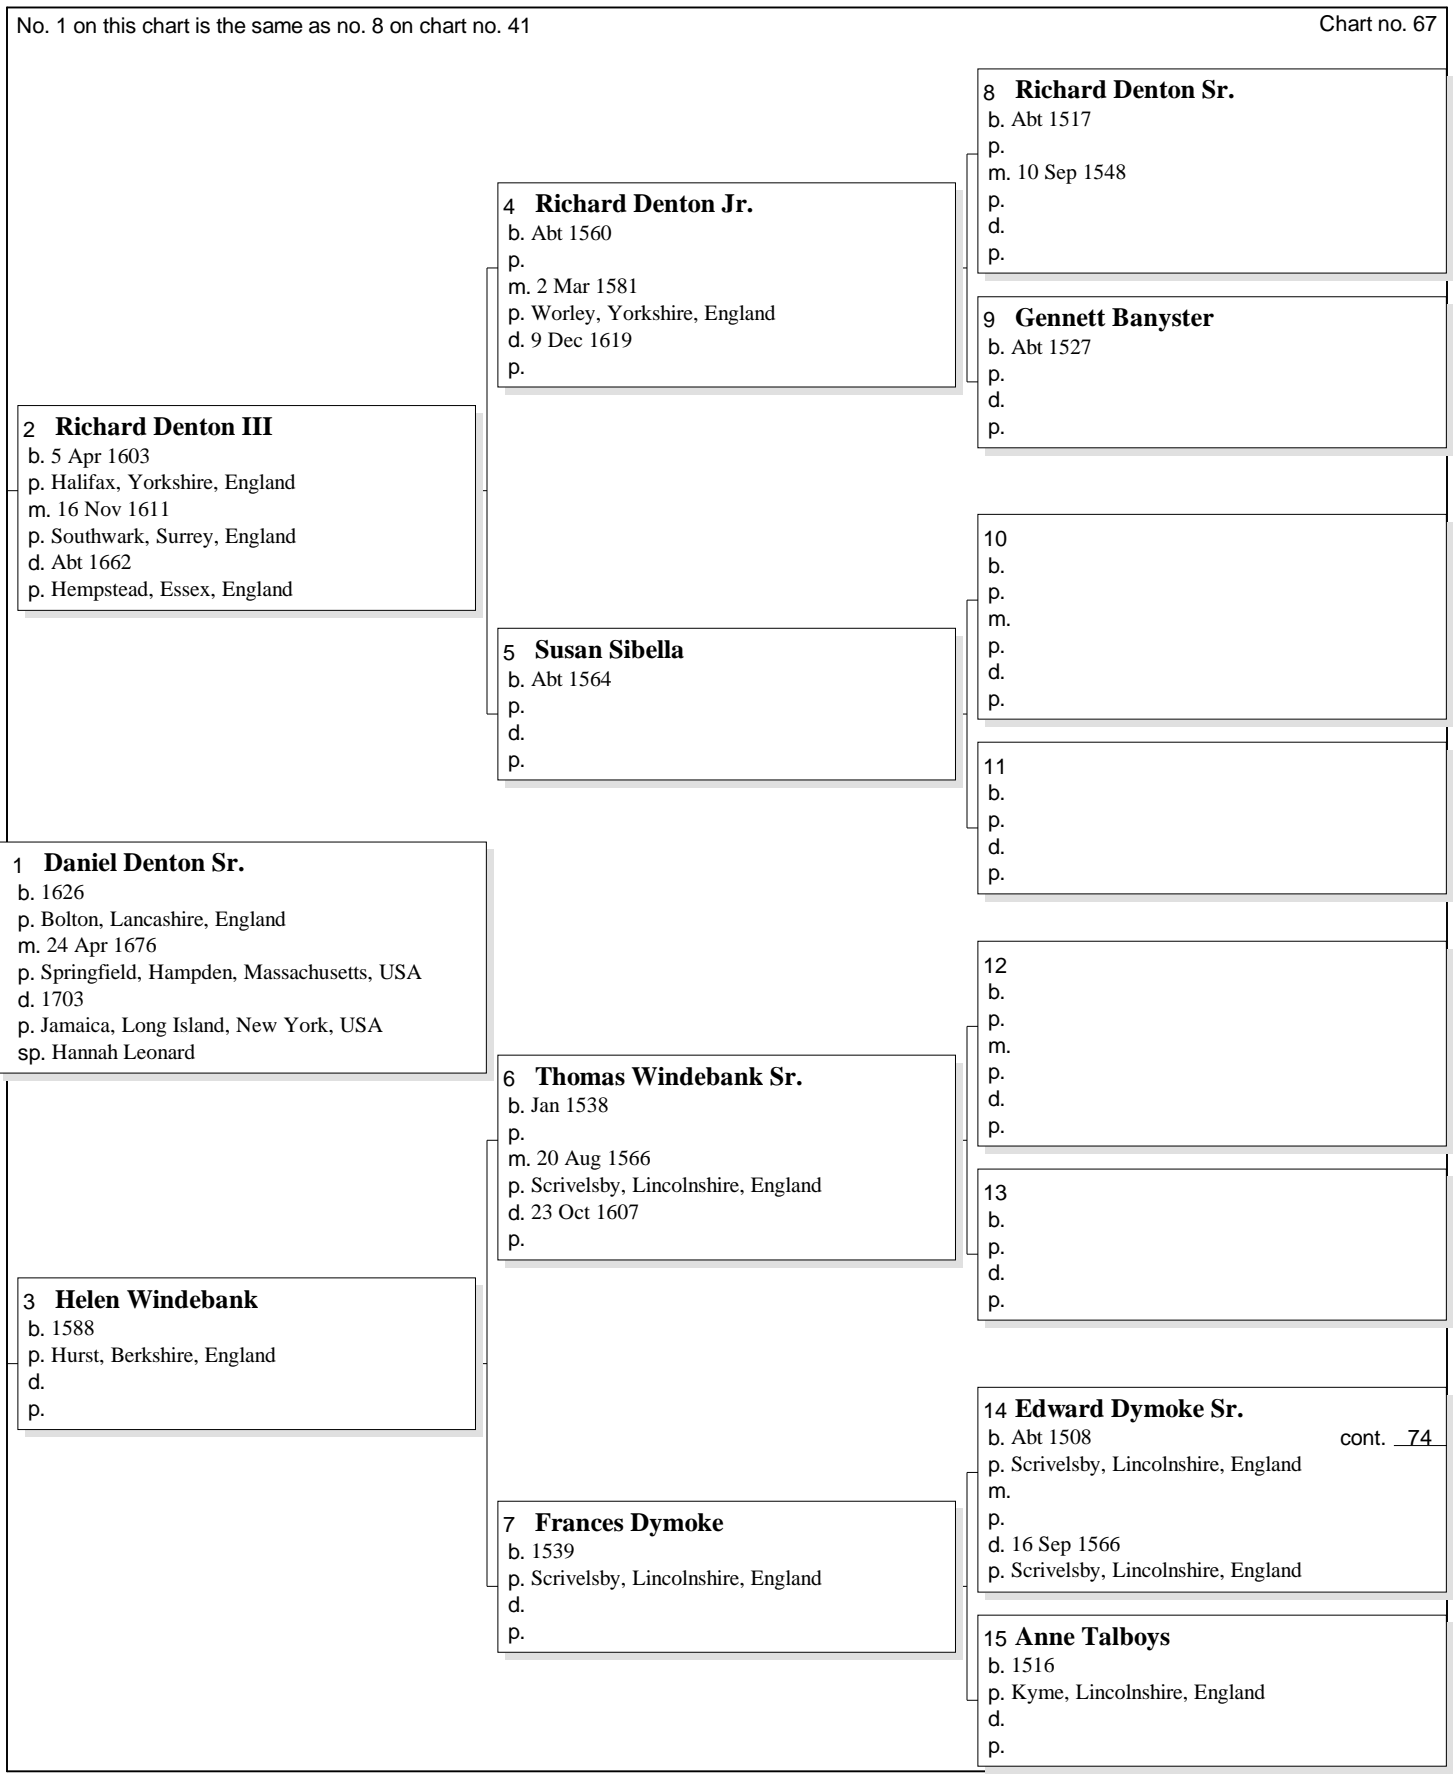 No. 1 on this chart is the same as no. 8 on chart no. 41
Chart no. 67
8 Richard Denton Sr.
b. Abt 1517
p.
m. 10 Sep 1548
p.
d.
p.
4 Richard Denton Jr.
b. Abt 1560
p.
m. 2 Mar 1581
p. Worley, Yorkshire, England
d. 9 Dec 1619
p.
9 Gennett Banyster
b. Abt 1527
p.
d.
p.
2 Richard Denton III
b. 5 Apr 1603
p. Halifax, Yorkshire, England
m. 16 Nov 1611
p. Southwark, Surrey, England
d. Abt 1662
p. Hempstead, Essex, England
10
b.
p.
m.
p.
d.
p.
5 Susan Sibella
b. Abt 1564
p.
d.
p.
11
b.
p.
d.
p.
1 Daniel Denton Sr.
b. 1626
p. Bolton, Lancashire, England
m. 24 Apr 1676
p. Springfield, Hampden, Massachusetts, USA
d. 1703
p. Jamaica, Long Island, New York, USA
sp. Hannah Leonard
12
b.
p.
m.
p.
d.
p.
6 Thomas Windebank Sr.
b. Jan 1538
p.
m. 20 Aug 1566
p. Scrivelsby, Lincolnshire, England
d. 23 Oct 1607
p.
13
b.
p.
d.
p.
3 Helen Windebank
b. 1588
p. Hurst, Berkshire, England
d.
p.
14 Edward Dymoke Sr.
b. Abt 1508 cont. 74
p. Scrivelsby, Lincolnshire, England
m.
p.
d. 16 Sep 1566
p. Scrivelsby, Lincolnshire, England
7 Frances Dymoke
b. 1539
p. Scrivelsby, Lincolnshire, England
d.
p.
15 Anne Talboys
b. 1516
p. Kyme, Lincolnshire, England
d.
p.